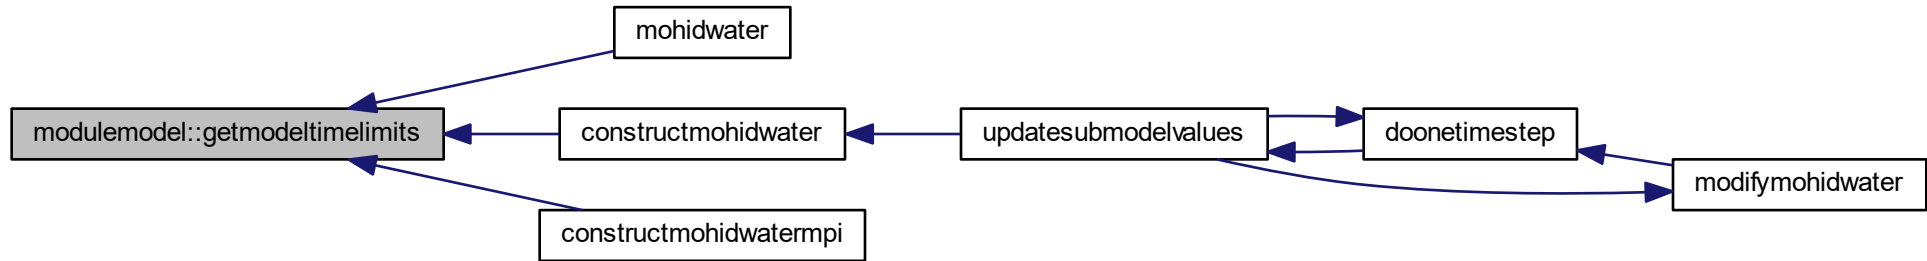 mohidwater
modulemodel::getmodeltimelimits
constructmohidwater
updatesubmodelvalues
doonetimestep
modifymohidwater
constructmohidwatermpi